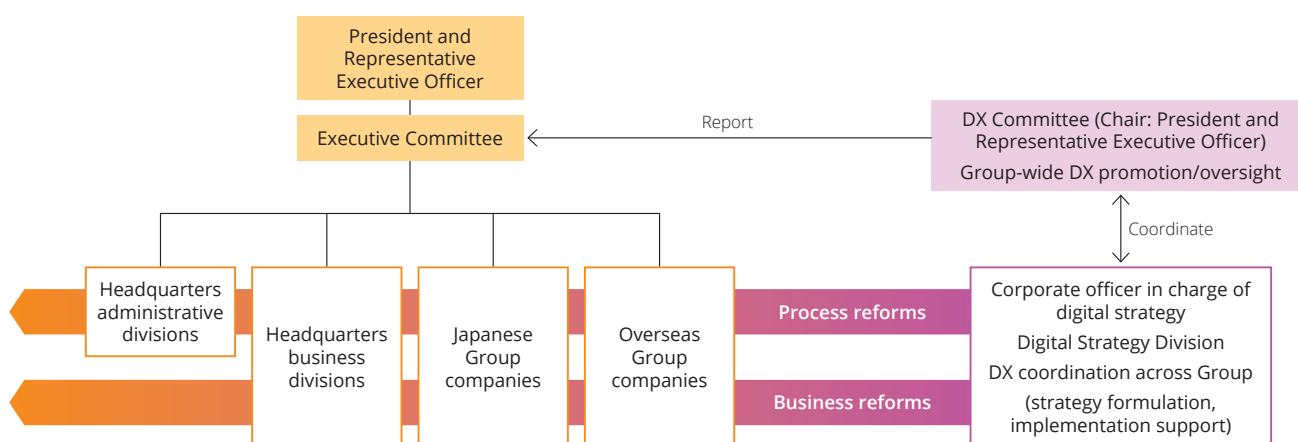 President and
Representative
Executive Officer
Executive Committee
Report
DX Committee (Chair: President and
Representative Executive Officer)
Group-wide DX promotion/oversight
Coordinate
Headquarters
administrative
divisions
Headquarters
business
divisions
Japanese
Group
companies
Overseas
Group
companies
Process reforms
Business reforms
Corporate officer in charge of
digital strategy
Digital Strategy Division
DX coordination across Group
(strategy formulation,
implementation support)